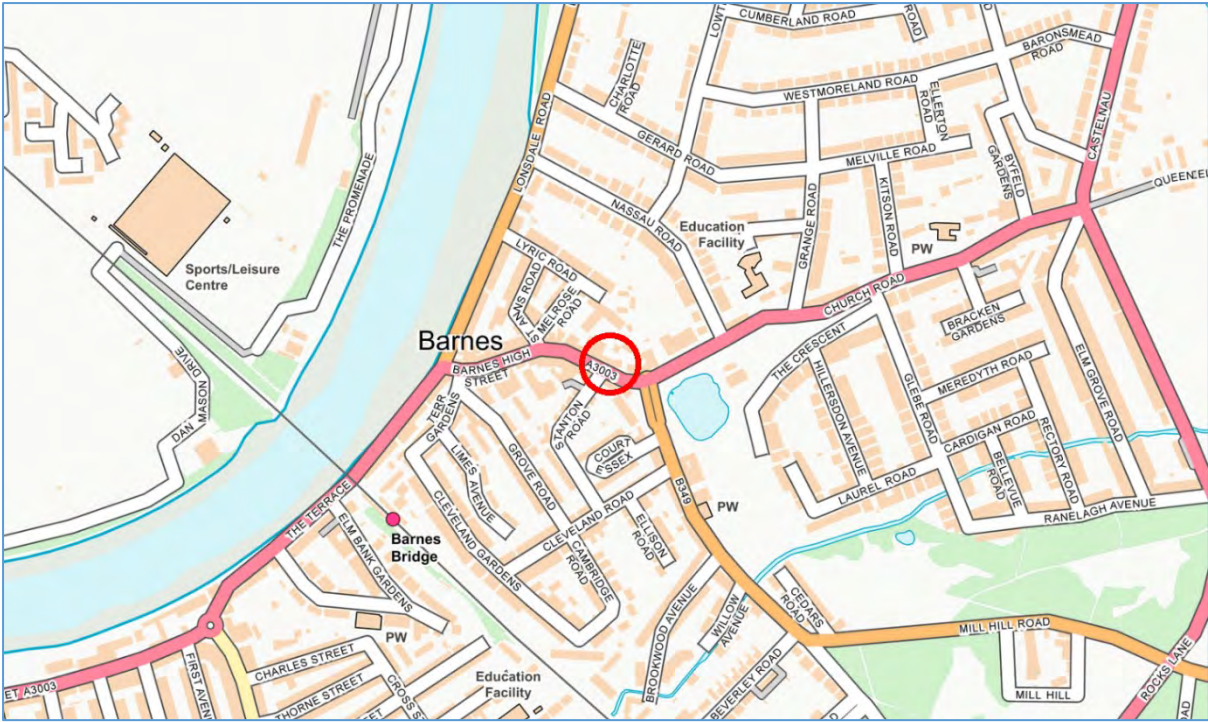 CUMBERLAND ROAD
ROAD
LOWT
BARONSMEAD
ROAD
CHARLOTTE
ROAD
WESTMORELAND ROAD
ELLERTON
ROAD
LONSDALE ROAD
GERARD ROAD
MELVILLE ROAD
BYFELD
GARDENS
CASTELNAU
THE PROMENADE
NASSAU ROAD
KITSON ROAD
QUEEN EL
Education
Facility
GRANGE ROAD
PW
Sports/Leisure
Centre
LYRIC ROAD
ST ANNS ROAD
MELROSE
ROAD
CHURCH ROAD
BRACKEN
GARDENS
Barnes
BARNES HIGH
STREET
A3003
THE CRESCENT
DAN MASON
DRIVE
TERR
GARDENS
STANTON
ROAD
HILLERSDON AVENUE
GLEBE ROAD
MEREDYTH ROAD
ELM GROVE ROAD
COURT
ESSEX
GROVE ROAD
LIMES AVENUE
CARDIGAN ROAD
RECTORY ROAD
BELLEVUE
ROAD
LAUREL ROAD
B349
THE TERRACE
CLEVELAND GARDENS
CLEVELAND ROAD
ELLISON
ROAD
PW
RANELAGH AVENUE
Barnes
Bridge
ELM BANK GARDENS
CAMBRIDGE
ROAD
CEDARS
ROAD
WILLOW
AVENUE
BROOKWOOD AVENUE
MILL HILL ROAD
PW
BEVERLEY ROAD
ROCKS LANE
ET A3003
FIRST AVEN
CHARLES STREET
THORNE STREET
CROSS ST
Education
Facility
MILL HILL
AD